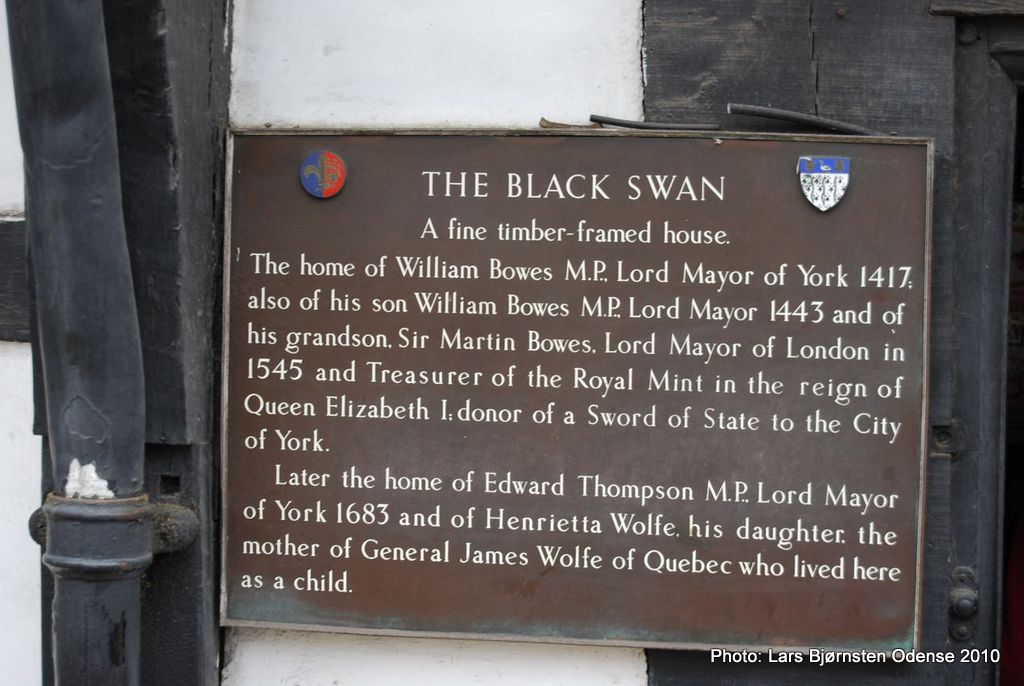 THE BLACK SWAN
A fine timber-framed house.
The home of William Bowes M.P., Lord Mayor of York 1417;
also of his son William Bowes M.P. Lord Mayor 1443 and of
his grandson, Sir Martin Bowes, Lord Mayor of London in
1545 and Treasurer of the Royal Mint in the reign of
Queen Elizabeth I; donor of a Sword of State to the City
of York.
Later the home of Edward Thompson M.P. Lord Mayor
of York 1683 and of Henrietta Wolfe, his daughter, the
mother of General James Wolfe of Quebec who lived here
as a child.
Photo: Lars Bjørnsten Odense 2010